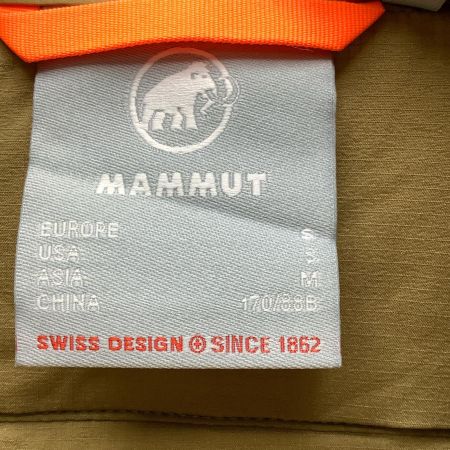 MAMMUT
EUROPE S
USA S
ASIA M
CHINA 170/88B
SWISS DESIGN SINCE 1862